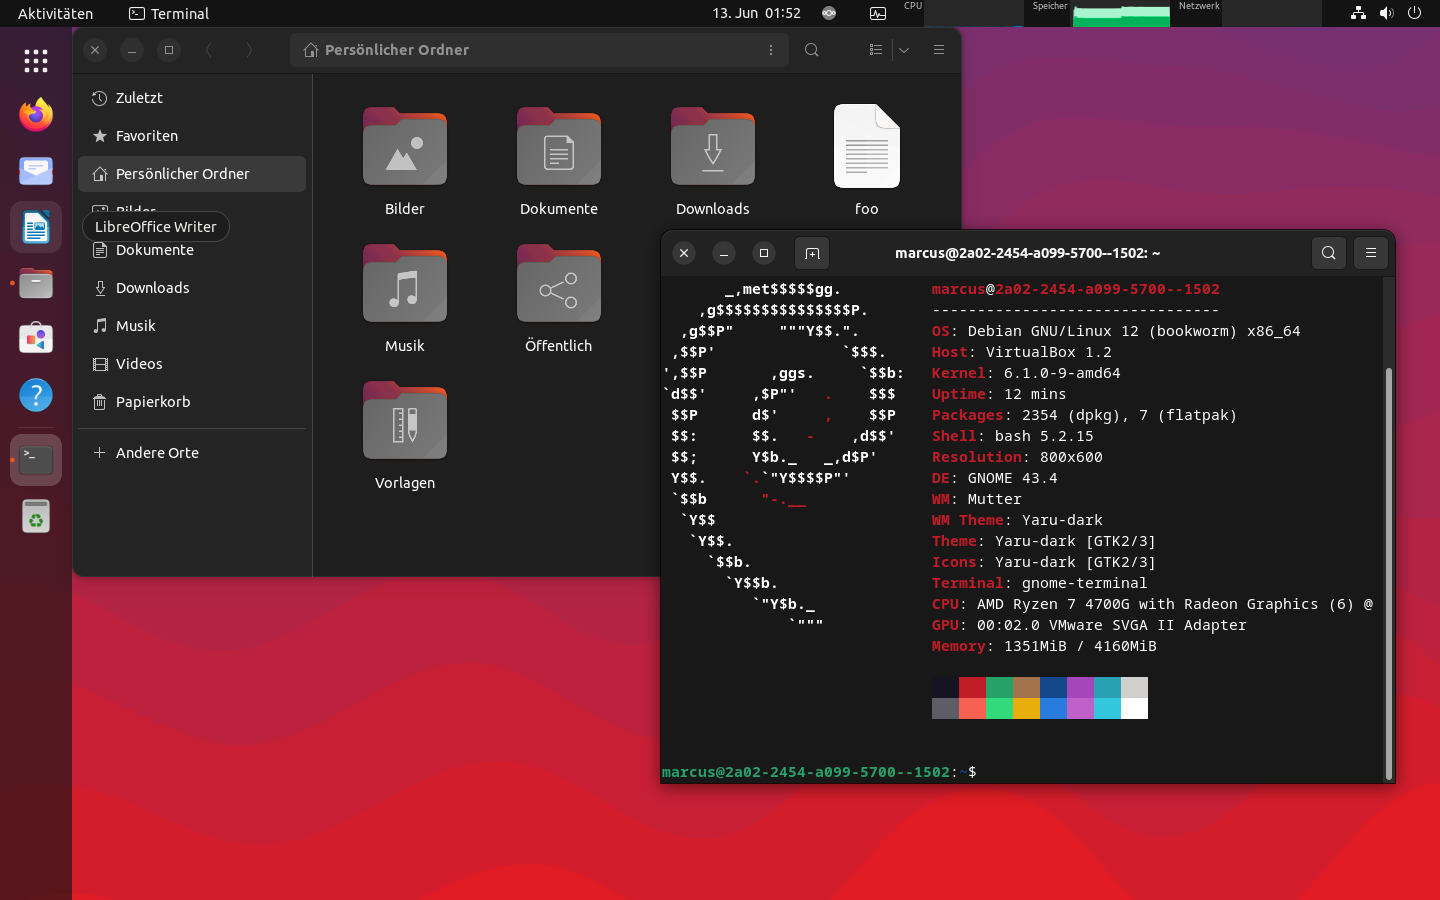 Aktivitäten
Terminal
13. Jun 01:52
CPU
Speicher
Netzwerk
Persönlicher Ordner
Zuletzt
Favoriten
Persönlicher Ordner
LibreOffice Writer
Dokumente
Downloads
Musik
Videos
Papierkorb
Andere Orte
Bilder
Dokumente
Downloads
foo
Musik
Öffentlich
Vorlagen
marcus@2a02-2454-a099-5700--1502: ~
       _,met$$$$$gg.
    ,g$$$$$$$$$$$$$$$P.
  ,g$$P"     """Y$$.".
 ,$$P'              `$$$.
',$$P       ,ggs.     `$$b:
`d$$'     ,$P"'   .    $$$
 $$P      d$'     ,    $$P
 $$:      $$.   -    ,d$$'
 $$;      Y$b._   _,d$P'
 Y$$.    `.`"Y$$$$P"'
 `$$b      "-.__
  `Y$$
   `Y$$.
     `$$b.
       `Y$$b.
          `"Y$b._
              `"""
marcus@2a02-2454-a099-5700--1502
--------------------------------
OS: Debian GNU/Linux 12 (bookworm) x86_64
Host: VirtualBox 1.2
Kernel: 6.1.0-9-amd64
Uptime: 12 mins
Packages: 2354 (dpkg), 7 (flatpak)
Shell: bash 5.2.15
Resolution: 800x600
DE: GNOME 43.4
WM: Mutter
WM Theme: Yaru-dark
Theme: Yaru-dark [GTK2/3]
Icons: Yaru-dark [GTK2/3]
Terminal: gnome-terminal
CPU: AMD Ryzen 7 4700G with Radeon Graphics (6) @
GPU: 00:02.0 VMware SVGA II Adapter
Memory: 1351MiB / 4160MiB
marcus@2a02-2454-a099-5700--1502:~$